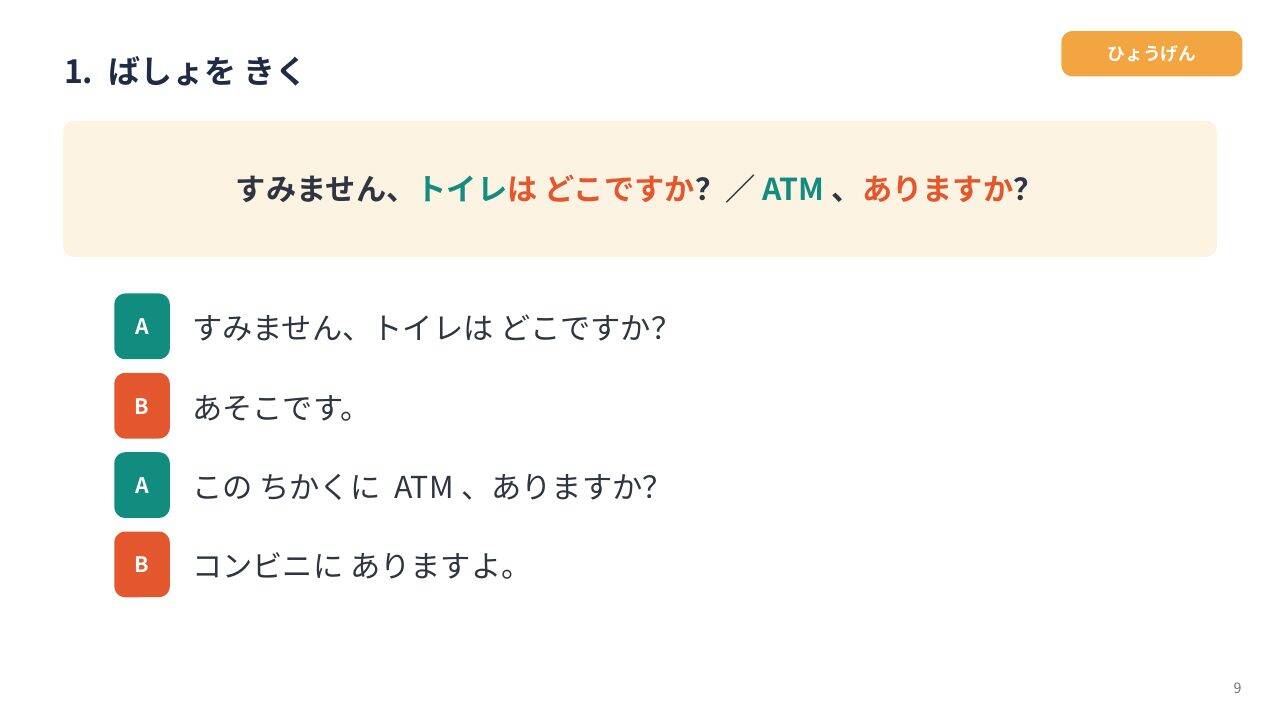 1. ばしょを きく
ひょうげん
すみません、トイレは どこですか? ／ ATM 、ありますか?
A
すみません、トイレは どこですか?
B
あそこです。
A
この ちかくに ATM 、ありますか?
B
コンビニに ありますよ。
9